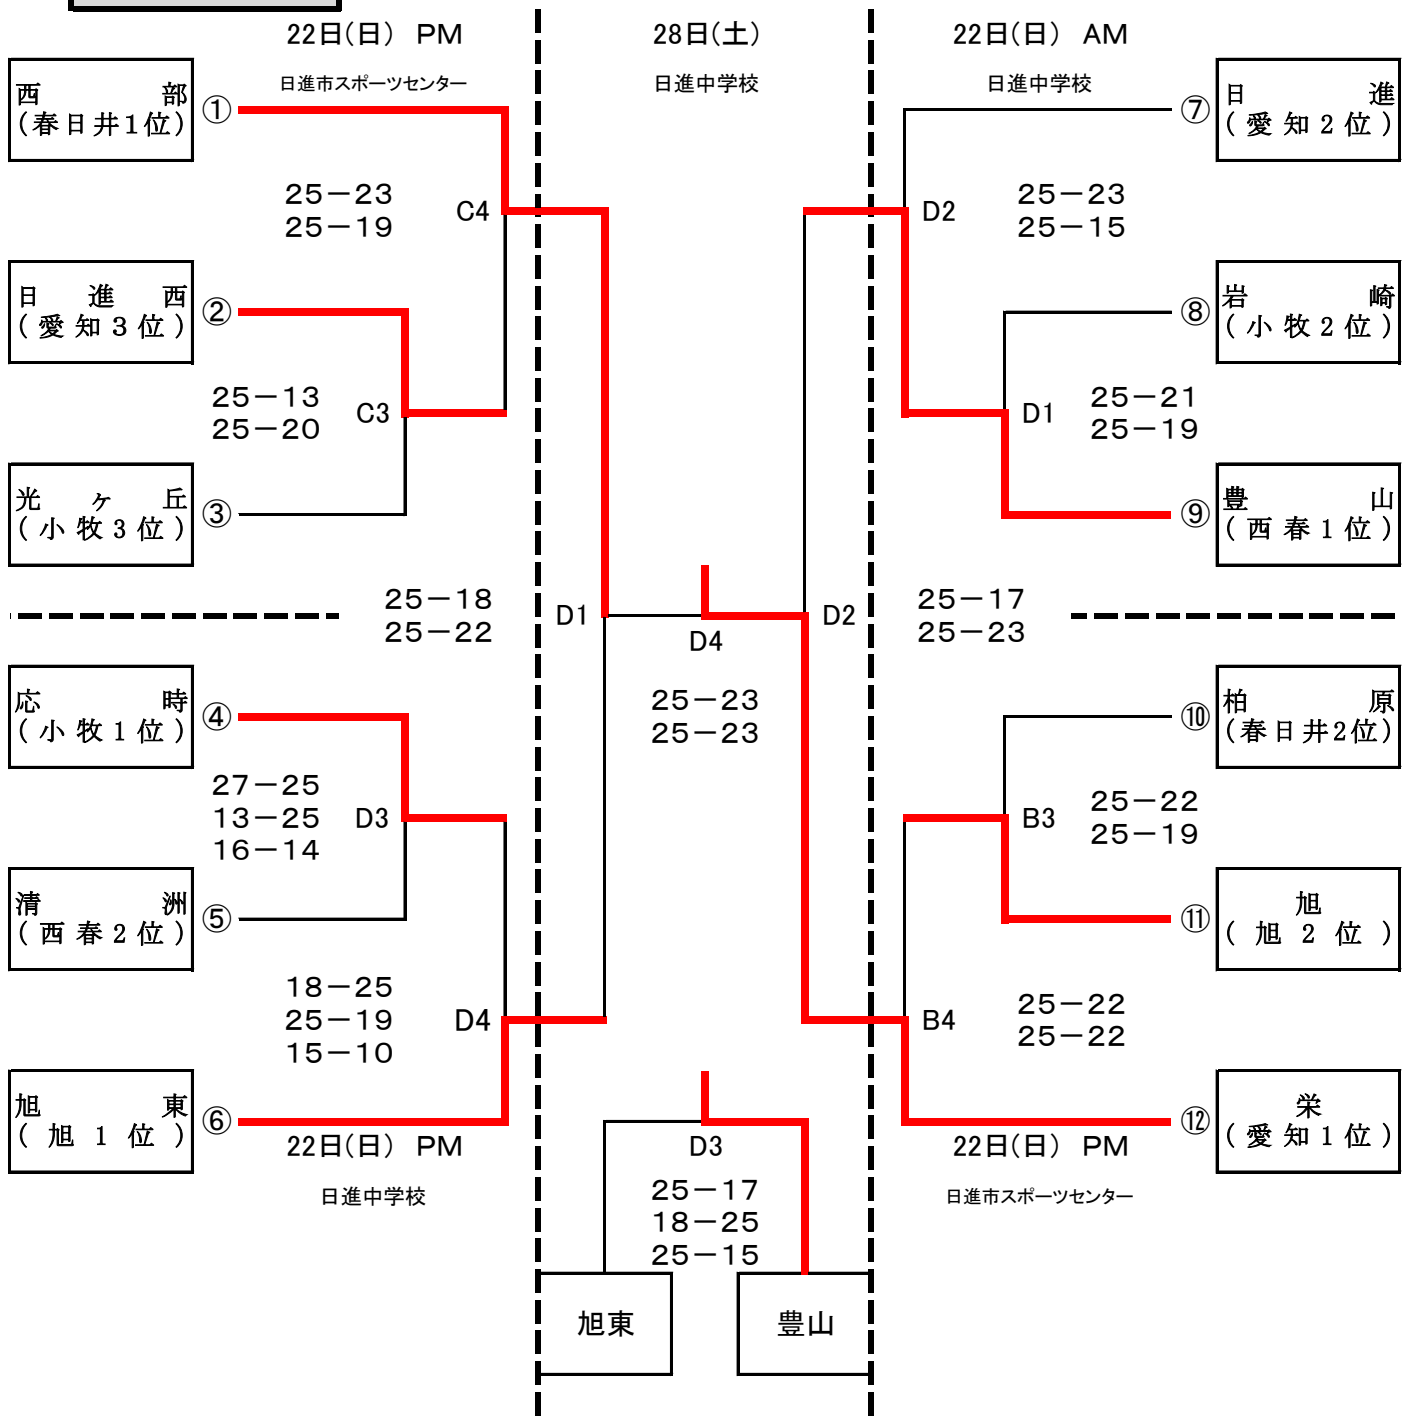 22日(日) PM
日進市スポーツセンター
28日(土)
日進中学校
22日(日) AM
日進中学校
西部
(春日井1位)
①
25-23
25-19
C4
日進西
(愛知3位)
②
25-13
25-20
C3
光ヶ丘
(小牧3位)
③
25-18
25-22
D1
応時
(小牧1位)
④
27-25
13-25
16-14
D3
清洲
(西春2位)
⑤
18-25
25-19
15-10
D4
旭東
(旭1位)
⑥
22日(日) PM
日進中学校
D4
25-23
25-23
D3
25-17
18-25
25-15
旭東
豊山
⑦
日進
(愛知2位)
D2
25-23
25-15
⑧
岩崎
(小牧2位)
D1
25-21
25-19
⑨
豊山
(西春1位)
D2
25-17
25-23
⑩
柏原
(春日井2位)
B3
25-22
25-19
⑪
旭
(旭2位)
B4
25-22
25-22
⑫
栄
(愛知1位)
22日(日) PM
日進市スポーツセンター